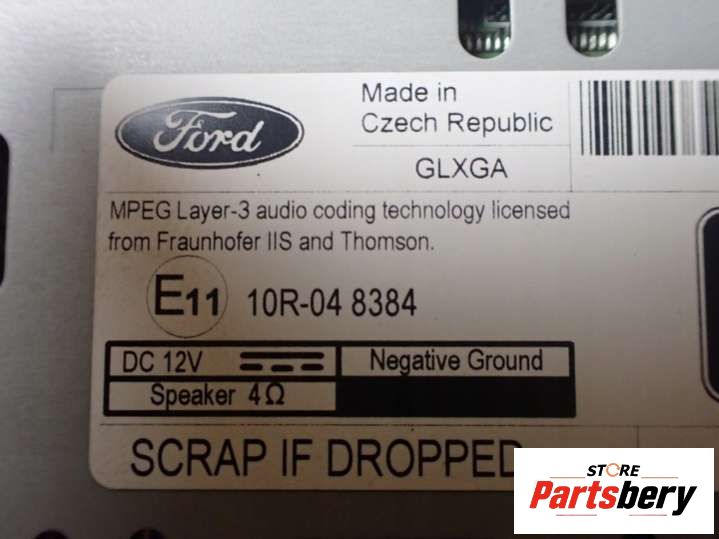 Ford
Made in
Czech Republic
GLXGA
MPEG Layer-3 audio coding technology licensed
from Fraunhofer IIS and Thomson.
E11 10R-04 8384
DC 12V
Negative Ground
Speaker 4Ω
SCRAP IF DROPPED
STORE
Partsbery